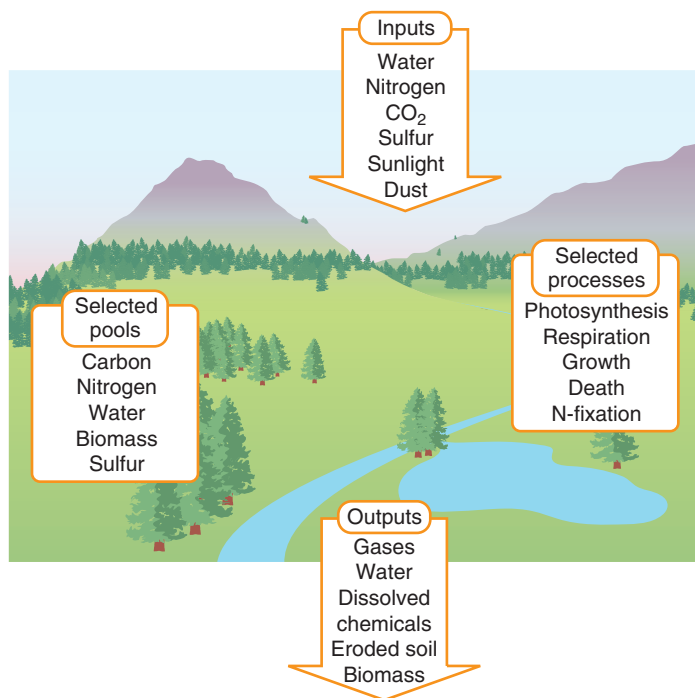 Inputs
Water
Nitrogen
CO₂
Sulfur
Sunlight
Dust
Selected
pools
Carbon
Nitrogen
Water
Biomass
Sulfur
Selected
processes
Photosynthesis
Respiration
Growth
Death
N-fixation
Outputs
Gases
Water
Dissolved
chemicals
Eroded soil
Biomass